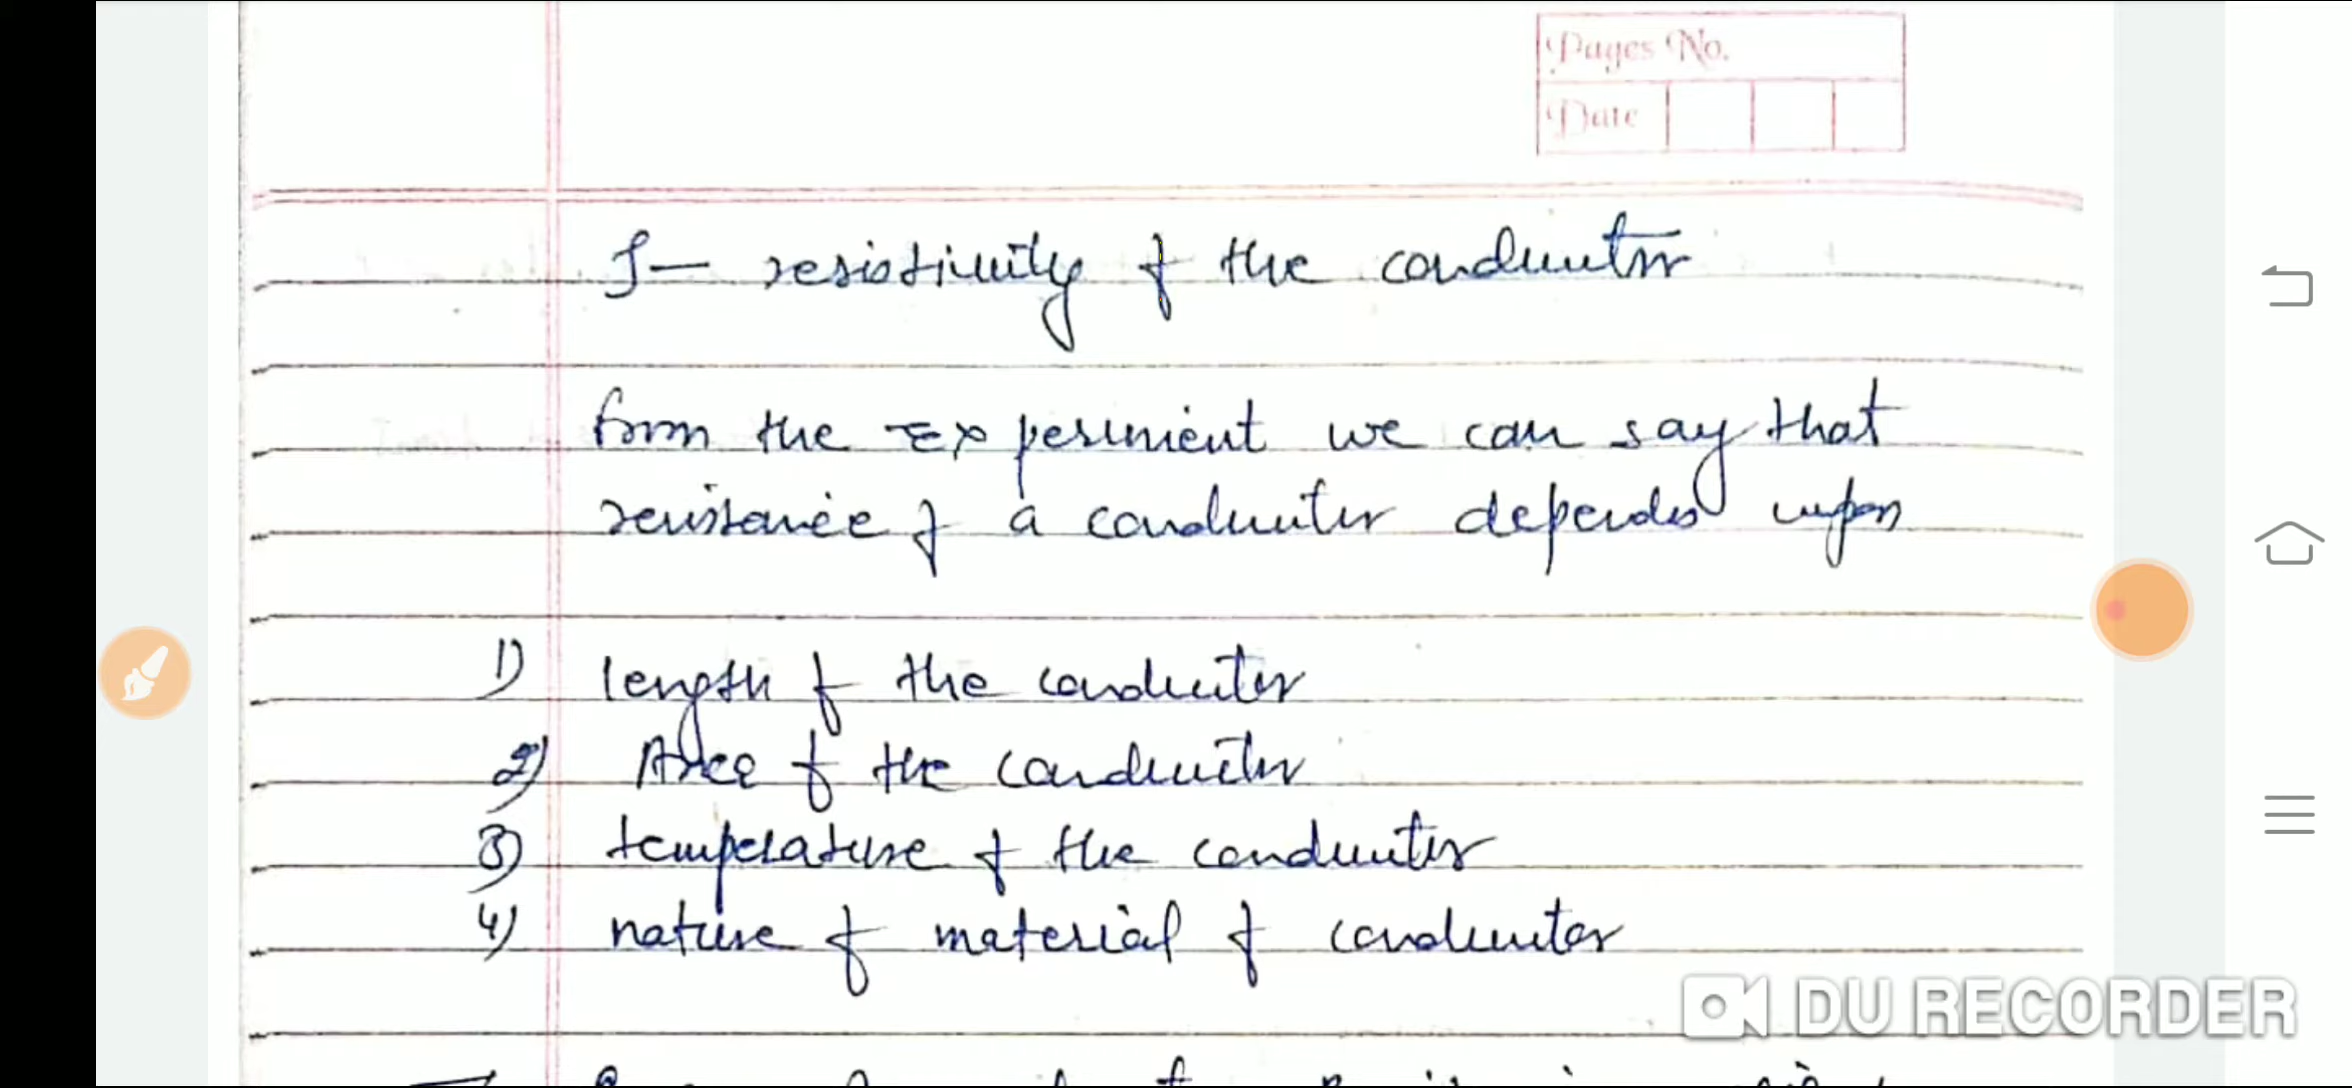 Pages No.
Date
ρ— resistivity of the conductor
from the Experiment we can say that
resistance of a conductor depends upon
1) length of the conductor
2) Area of the conductor
3) temperature of the conductor
4) nature of material of conductor
DU RECORDER